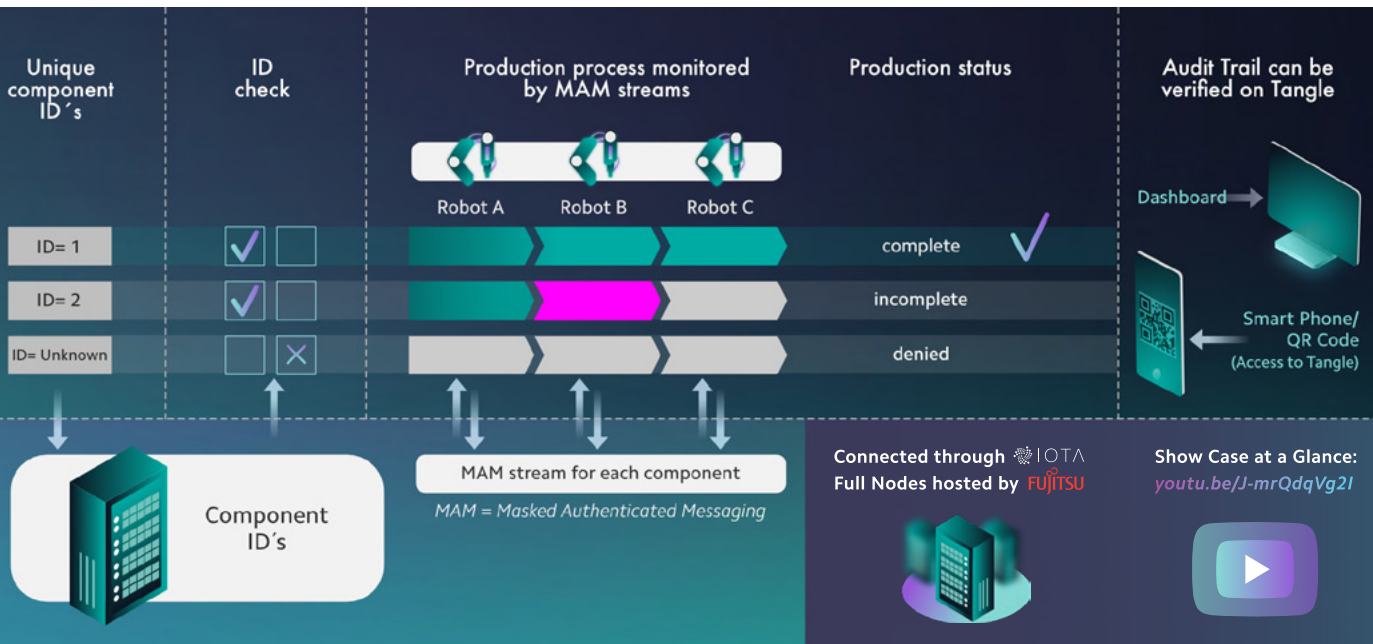 Unique
component
ID´s
ID
check
Production process monitored
by MAM streams
Production status
Audit Trail can be
verified on Tangle
Robot A
Robot B
Robot C
Dashboard
ID= 1
complete
ID= 2
incomplete
ID= Unknown
denied
Smart Phone/
QR Code
(Access to Tangle)
Component
ID´s
MAM stream for each component
MAM = Masked Authenticated Messaging
Connected through IOTA
Full Nodes hosted by FUJITSU
Show Case at a Glance:
youtu.be/J-mrQdqVg2I